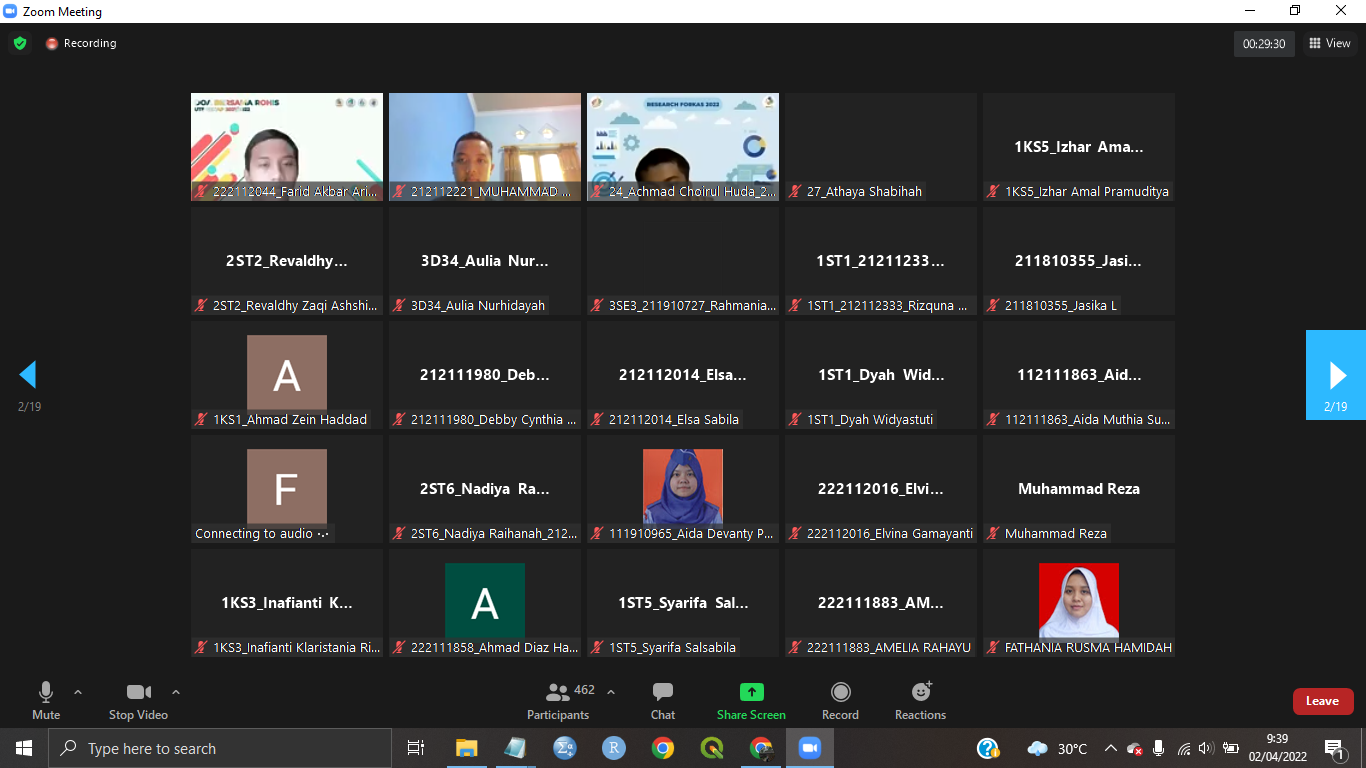 Zoom Meeting
Recording
00:29:30
View
DOA BERSAMA ROHIS
222112044_Farid Akbar Ari...
212112221_MUHAMMAD ...
RESEARCH FORKAS 2022
24_Achmad Choirul Huda_2...
27_Athaya Shabihah
1KS5_Izhar Ama...
1KS5_Izhar Amal Pramuditya
2ST2_Revaldhy...
2ST2_Revaldhy Zaqi Ashshi...
3D34_Aulia Nur...
3D34_Aulia Nurhidayah
3SE3_211910727_Rahmania...
1ST1_21211233...
1ST1_212112333_Rizquna ...
211810355_Jasi...
211810355_Jasika L
2/19
2/19
A
1KS1_Ahmad Zein Haddad
212111980_Deb...
212111980_Debby Cynthia ...
212112014_Elsa...
212112014_Elsa Sabila
1ST1_Dyah Wid...
1ST1_Dyah Widyastuti
112111863_Aid...
112111863_Aida Muthia Su...
F
Connecting to audio
2ST6_Nadiya Ra...
2ST6_Nadiya Raihanah_212...
111910965_Aida Devanty P...
222112016_Elvi...
222112016_Elvina Gamayanti
Muhammad Reza
Muhammad Reza
1KS3_Inafianti K...
1KS3_Inafianti Klaristania Ri...
A
222111858_Ahmad Diaz Ha...
1ST5_Syarifa Sal...
1ST5_Syarifa Salsabila
222111883_AM...
222111883_AMELIA RAHAYU
FATHANIA RUSMA HAMIDAH
Mute
Stop Video
462
Participants
Chat
Share Screen
Record
Reactions
Leave
Type here to search
30°C
9:39
02/04/2022
1